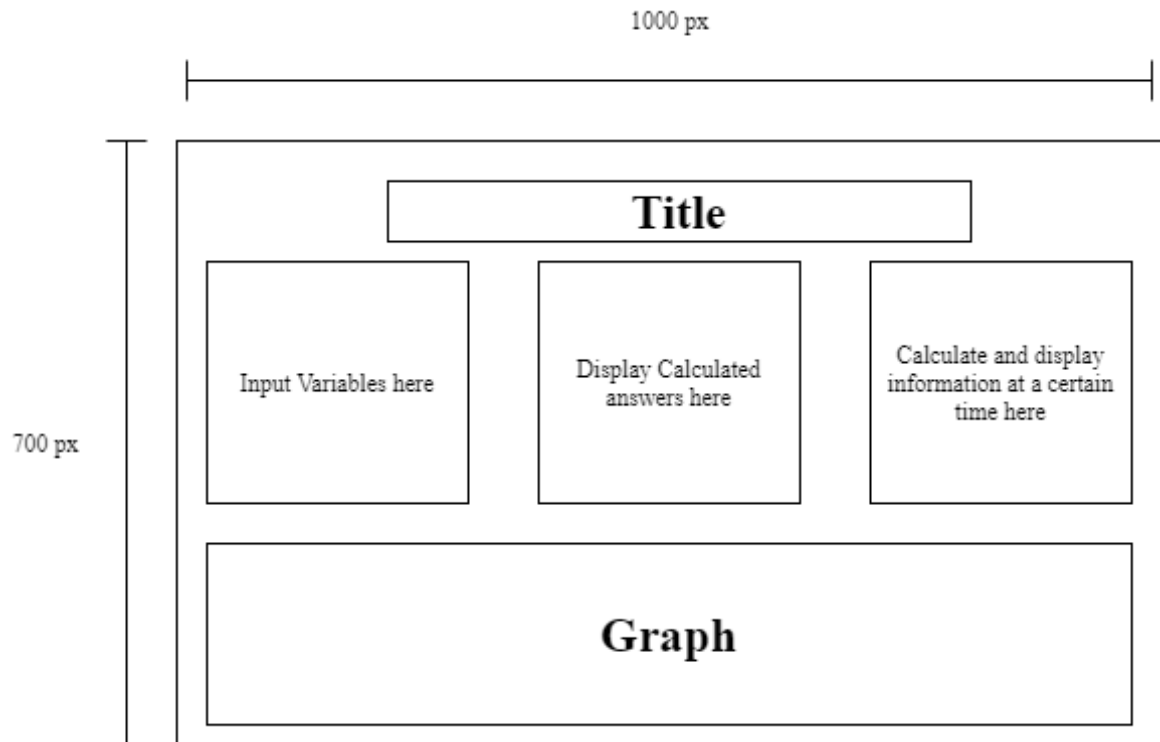 1000 px
Title
Input Variables here
Display Calculated
answers here
Calculate and display
information at a certain
time here
700 px
Graph